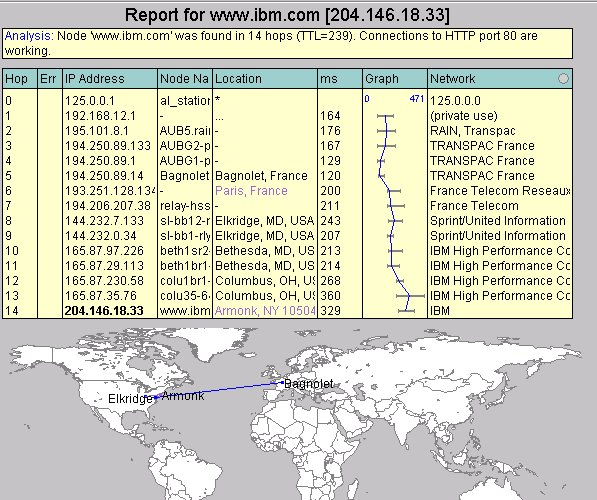 Report for www.ibm.com [204.146.18.33]
Analysis: Node 'www.ibm.com' was found in 14 hops (TTL=239). Connections to HTTP port 80 are
working.
Hop Err IP Address Node Na Location ms Graph Network
0 125.0.0.1 al_station * 0 471 125.0.0.0
1 192.168.12.1 - ... 164 (private use)
2 195.101.8.1 AUB5.rain - 176 RAIN, Transpac
3 194.250.89.133 AUBG2-p - 167 TRANSPAC France
4 194.250.89.1 AUBG1-p - 129 TRANSPAC France
5 194.250.89.14 Bagnolet Bagnolet, France 120 TRANSPAC France
6 193.251.128.134 - Paris, France 200 France Telecom Reseaux
7 194.206.207.38 relay-hss - 211 France Telecom
8 144.232.7.133 sl-bb12-r Elkridge, MD, USA 243 Sprint/United Information
9 144.232.0.34 sl-bb1-rly Elkridge, MD, USA 207 Sprint/United Information
10 165.87.97.226 beth1sr2- Bethesda, MD, US 213 IBM High Performance Co
11 165.87.29.113 beth1br1- Bethesda, MD, US 214 IBM High Performance Co
12 165.87.230.58 colu1br1- Columbus, OH, US 268 IBM High Performance Co
13 165.87.35.76 colu35-6- Columbus, OH, US 360 IBM High Performance Co
14 204.146.18.33 www.ibm Armonk, NY 10504 329 IBM
Bagnolet
Elkridge Armonk